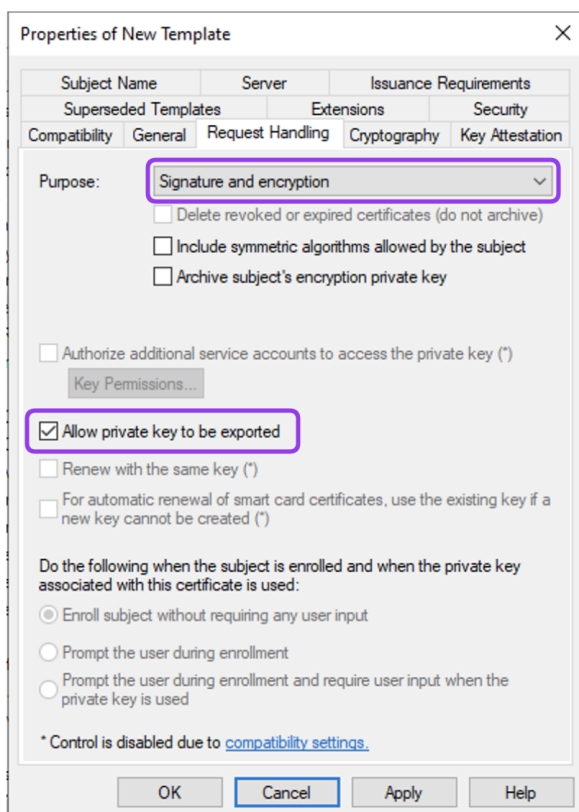 Properties of New Template
Subject Name
Server
Issuance Requirements
Superseded Templates
Extensions
Security
Compatibility
General
Request Handling
Cryptography
Key Attestation
Purpose:
Signature and encryption
Delete revoked or expired certificates (do not archive)
Include symmetric algorithms allowed by the subject
Archive subject's encryption private key
Authorize additional service accounts to access the private key (*)
Key Permissions...
Allow private key to be exported
Renew with the same key (*)
For automatic renewal of smart card certificates, use the existing key if a
new key cannot be created (*)
Do the following when the subject is enrolled and when the private key
associated with this certificate is used:
Enroll subject without requiring any user input
Prompt the user during enrollment
Prompt the user during enrollment and require user input when the
private key is used
* Control is disabled due to compatibility settings.
OK
Cancel
Apply
Help